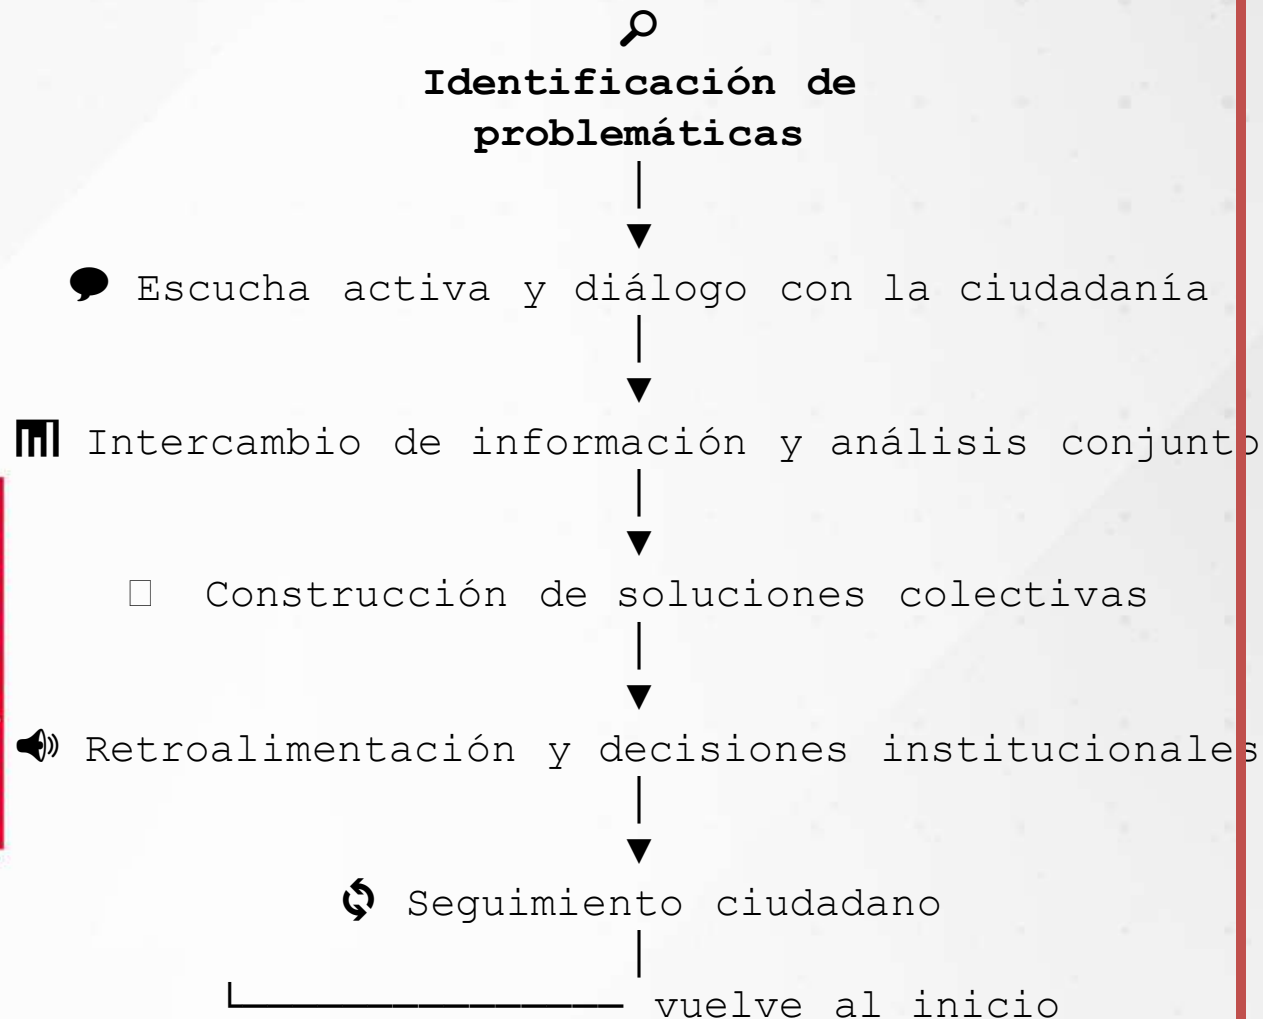 Identificación de
problemáticas
Escucha activa y diálogo con la ciudadanía
Intercambio de información y análisis conjunto
Construcción de soluciones colectivas
Retroalimentación y decisiones institucionales
Seguimiento ciudadano
vuelve al inicio